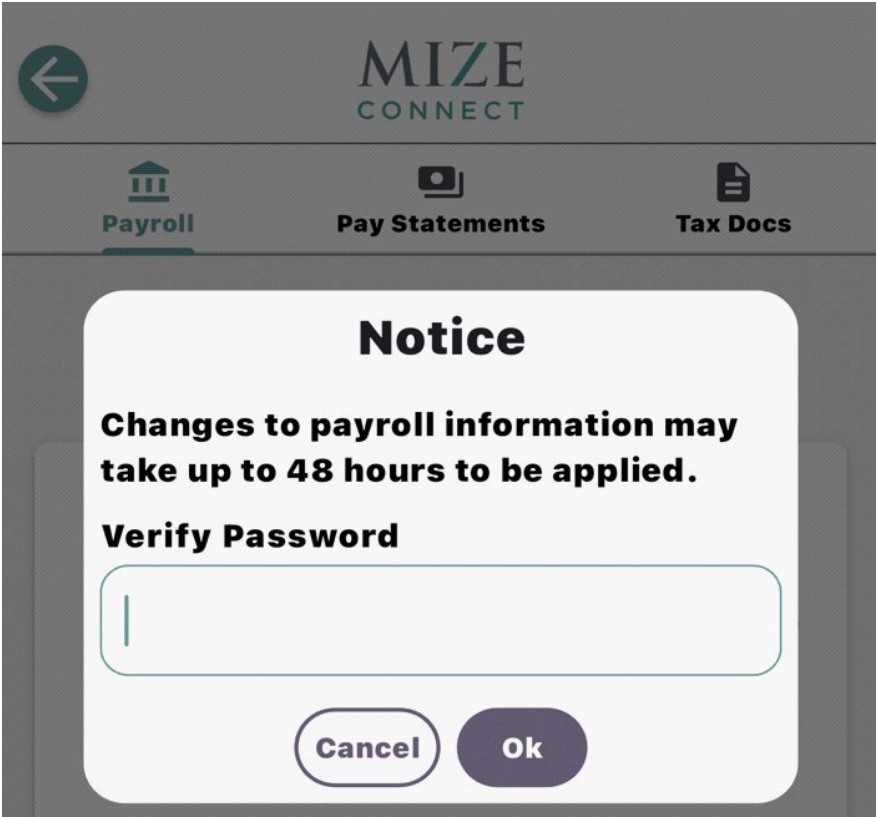 MIZE
CONNECT
Payroll
Pay Statements
Tax Docs
Notice
Changes to payroll information may
take up to 48 hours to be applied.
Verify Password
Cancel
Ok